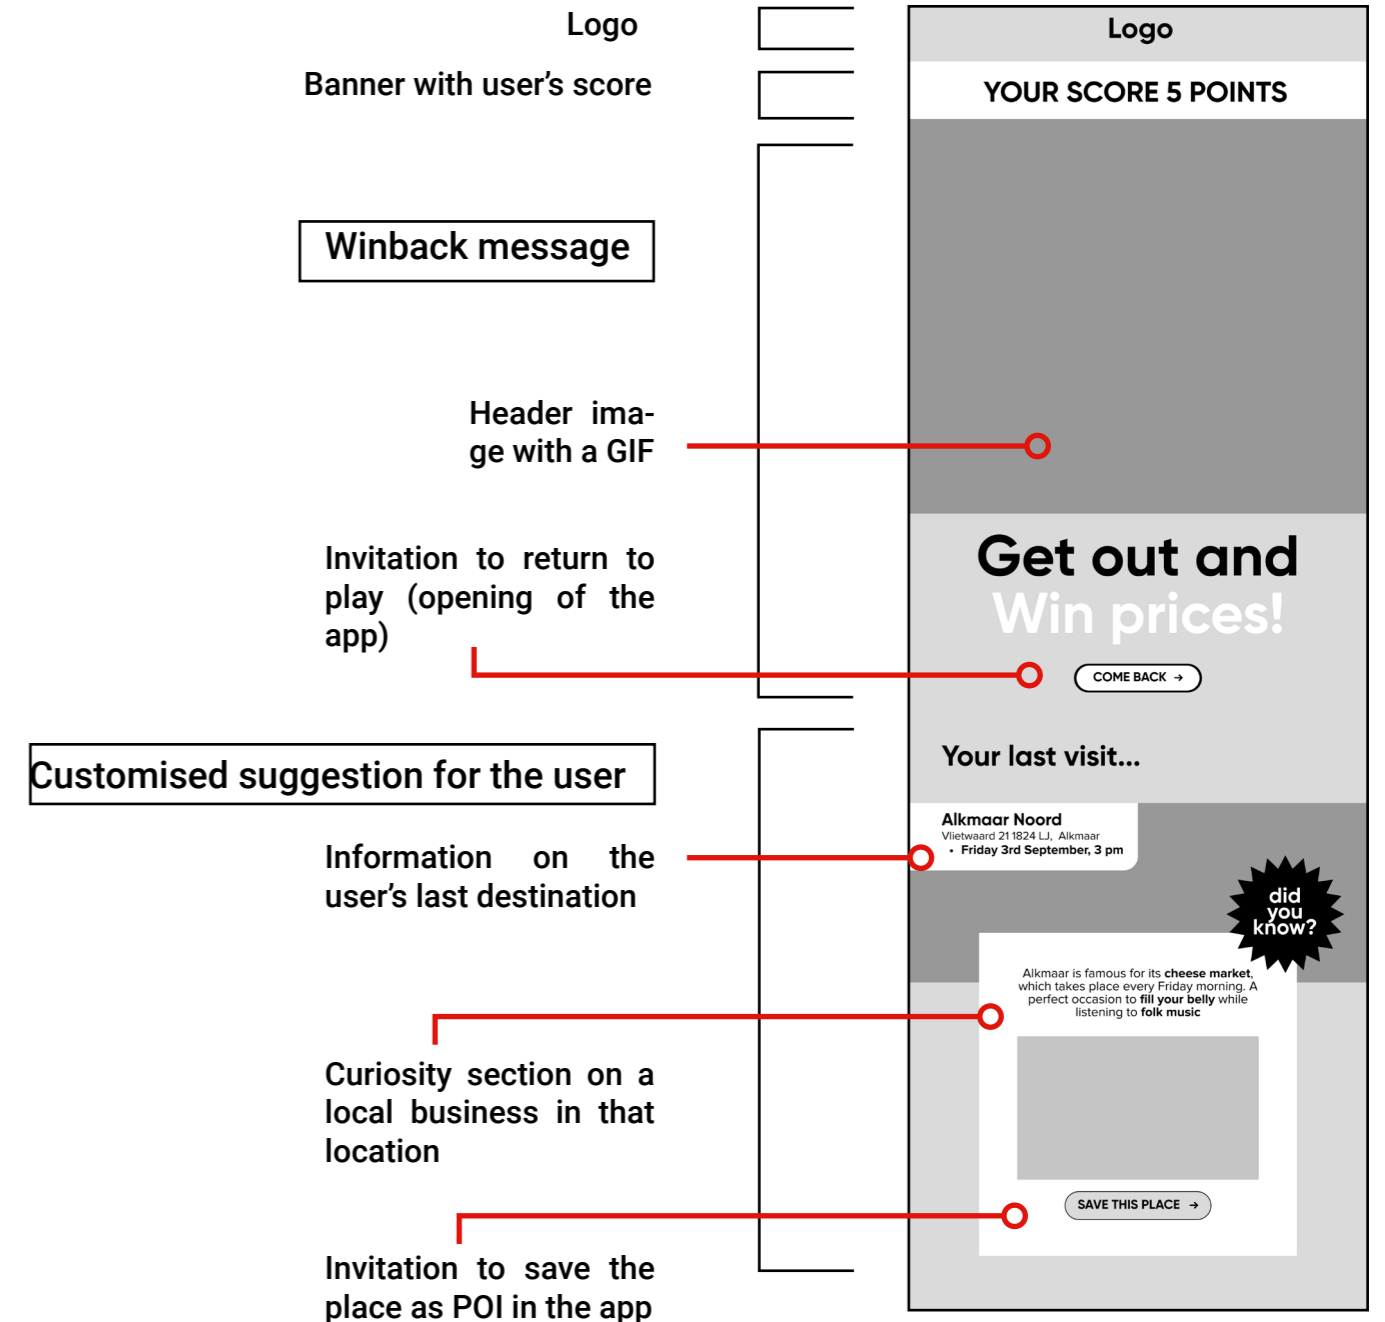 Logo
Banner with user's score
Winback message
Header ima-
ge with a GIF
Invitation to return to
play (opening of the
app)
Customised suggestion for the user
Information on the
user's last destination
Curiosity section on a
local business in that
location
Invitation to save the
place as POI in the app
Logo
YOUR SCORE 5 POINTS
Get out and
Win prices!
COME BACK →
Your last visit...
Alkmaar Noord
Vlietwaard 21 1824 LJ, Alkmaar
• Friday 3rd September, 3 pm
did
you
know?
Alkmaar is famous for its cheese market,
which takes place every Friday morning. A
perfect occasion to fill your belly while
listening to folk music
SAVE THIS PLACE →